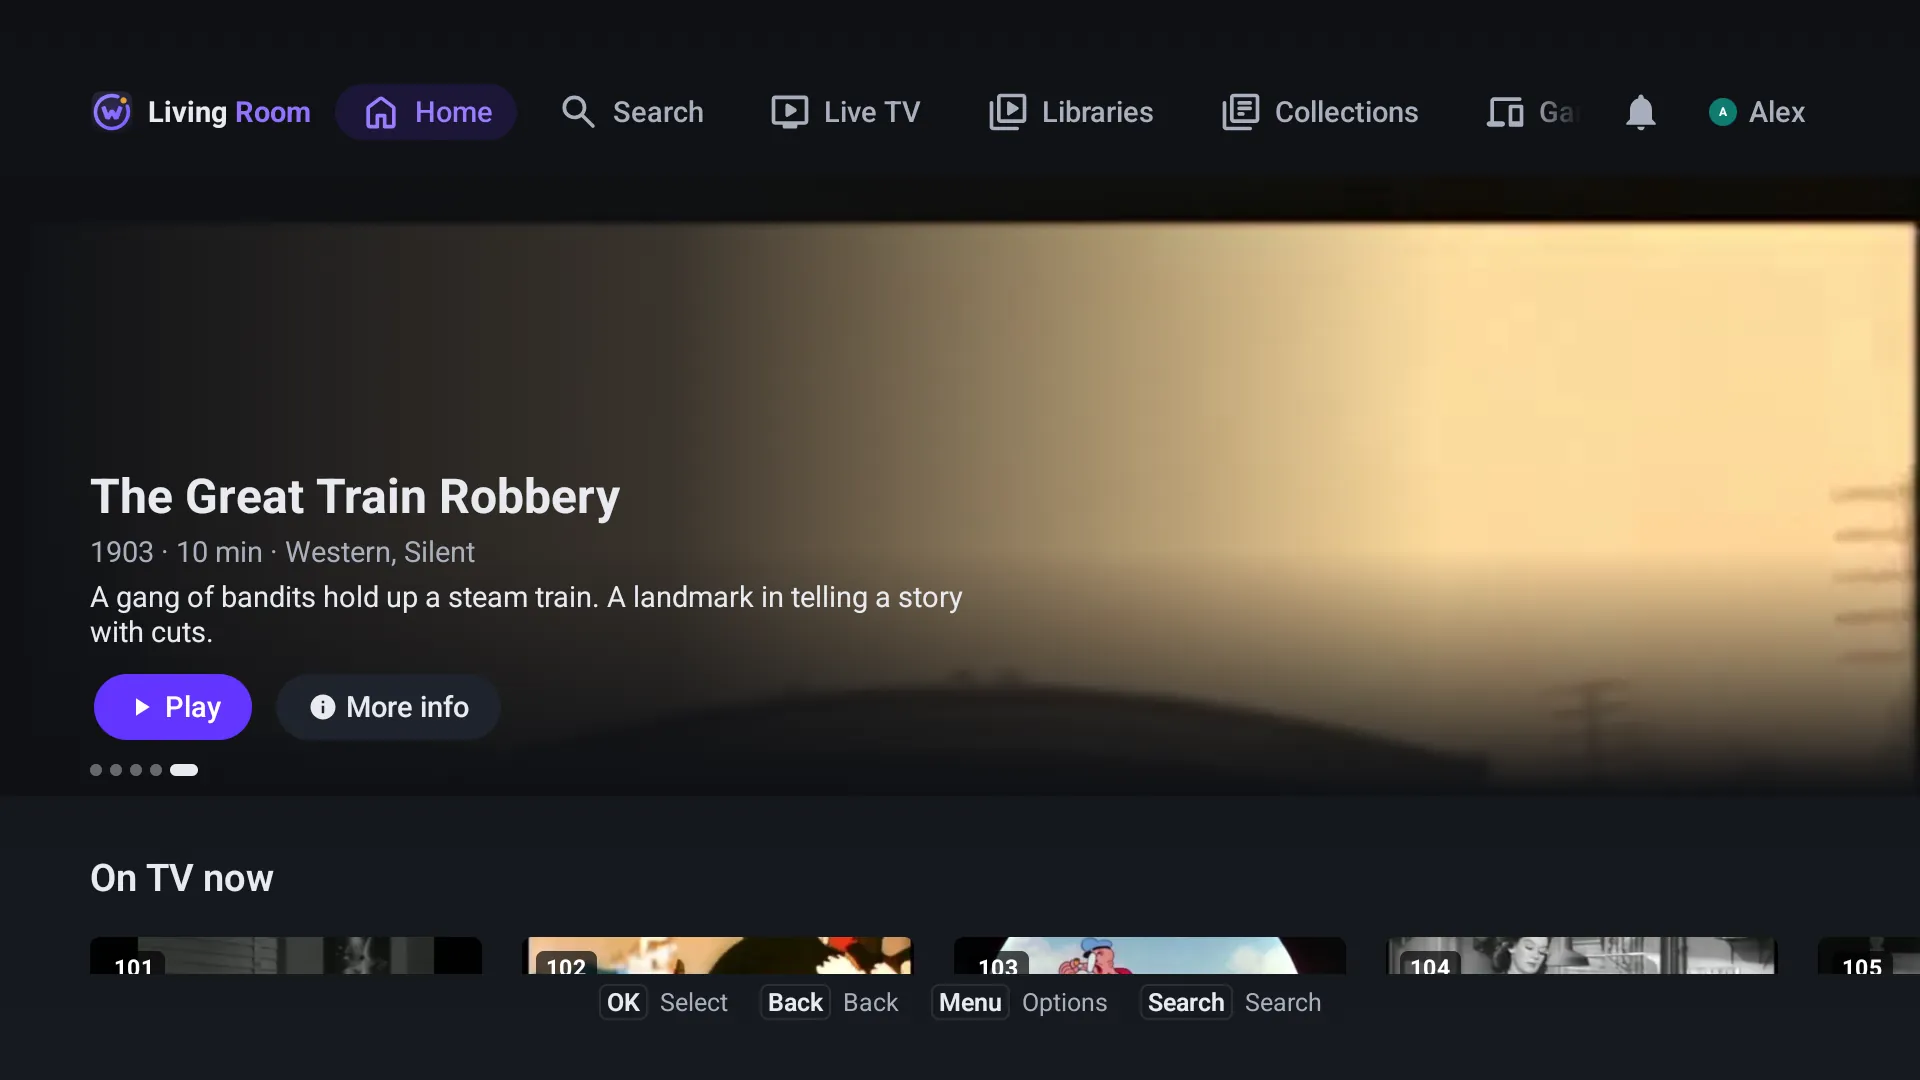 Living Room
Home
Search
Live TV
Libraries
Collections
A
Alex
The Great Train Robbery
1903 · 10 min · Western, Silent
A gang of bandits hold up a steam train. A landmark in telling a story
with cuts.
Play
More info
On TV now
101
102
103
104
105
OK Select
Back Back
Menu Options
Search Search